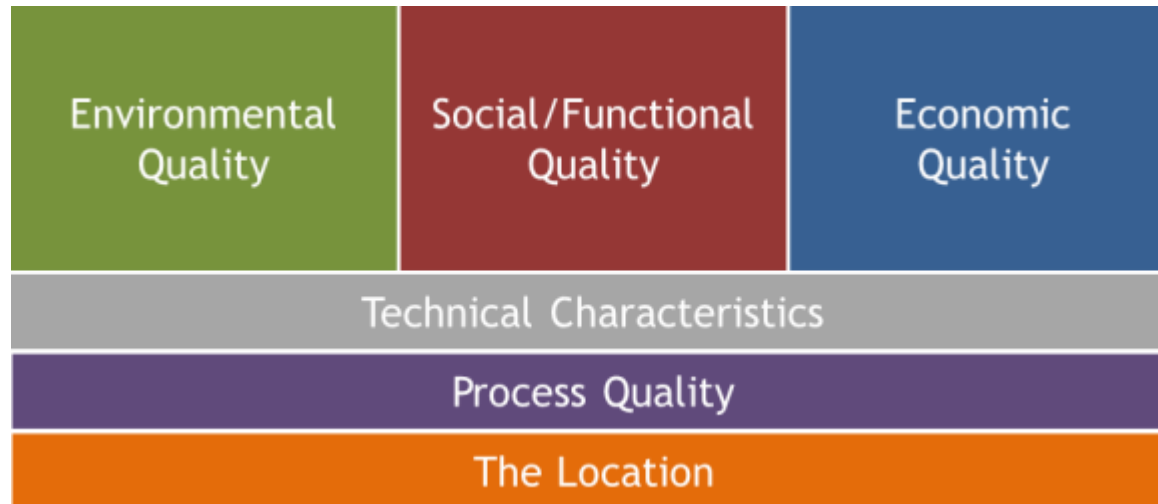 Environmental
Quality
Social/Functional
Quality
Economic
Quality
Technical Characteristics
Process Quality
The Location